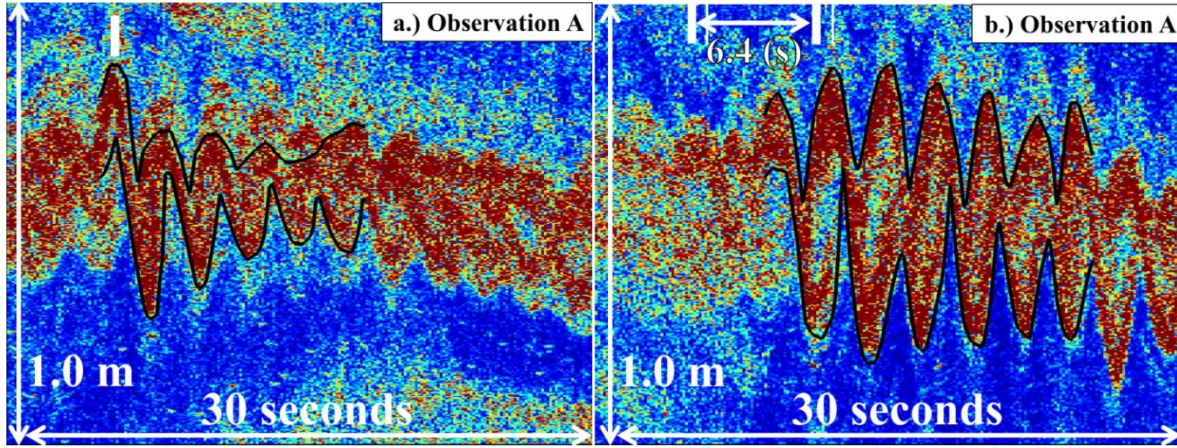 a.) Observation A
1.0 m
30 seconds
b.) Observation A
6.4 (s)
1.0 m
30 seconds